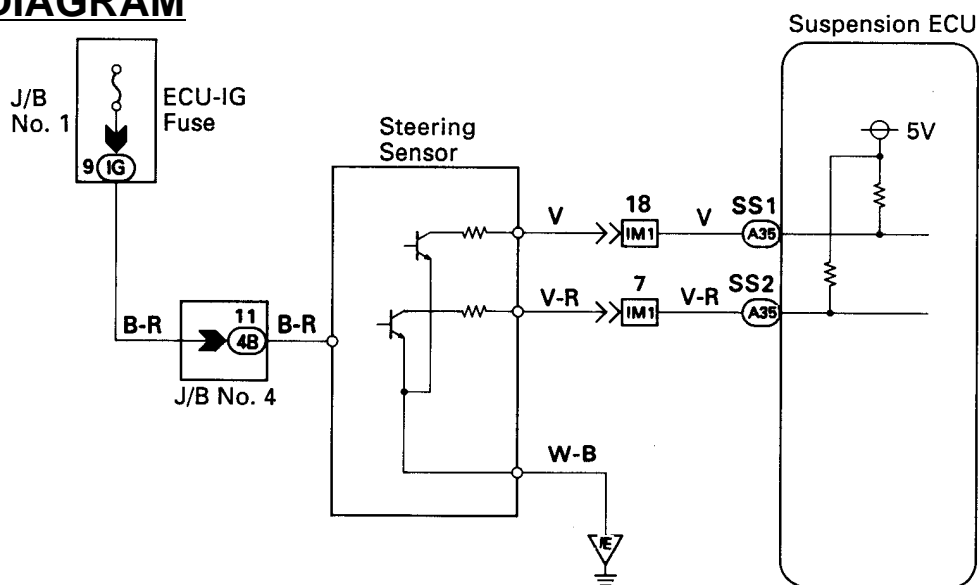 DIAGRAM
Suspension ECU
J/B
No. 1
ECU-IG
Fuse
9 IG
Steering
Sensor
5V
V
18
IM1
V
SS1
A35
V-R
7
IM1
V-R
SS2
A35
B-R
11
4B
B-R
J/B No. 4
W-B